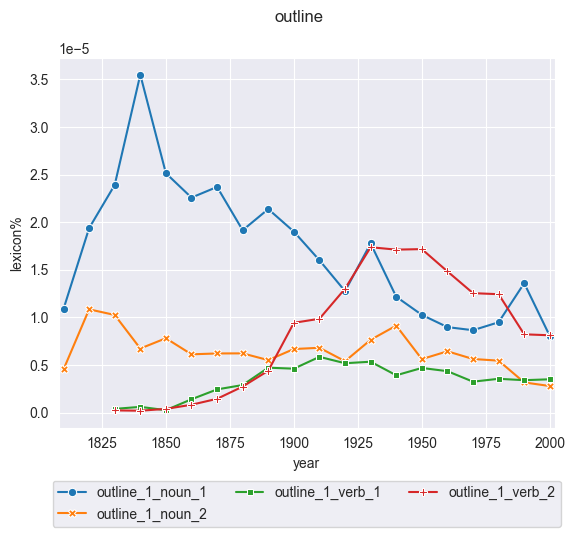 outline
1e−5
3.5
3.0
2.5
2.0
1.5
1.0
0.5
0.0
lexicon%
1825 1850 1875 1900 1925 1950 1975 2000
year
outline_1_noun_1 outline_1_verb_1 outline_1_verb_2
outline_1_noun_2